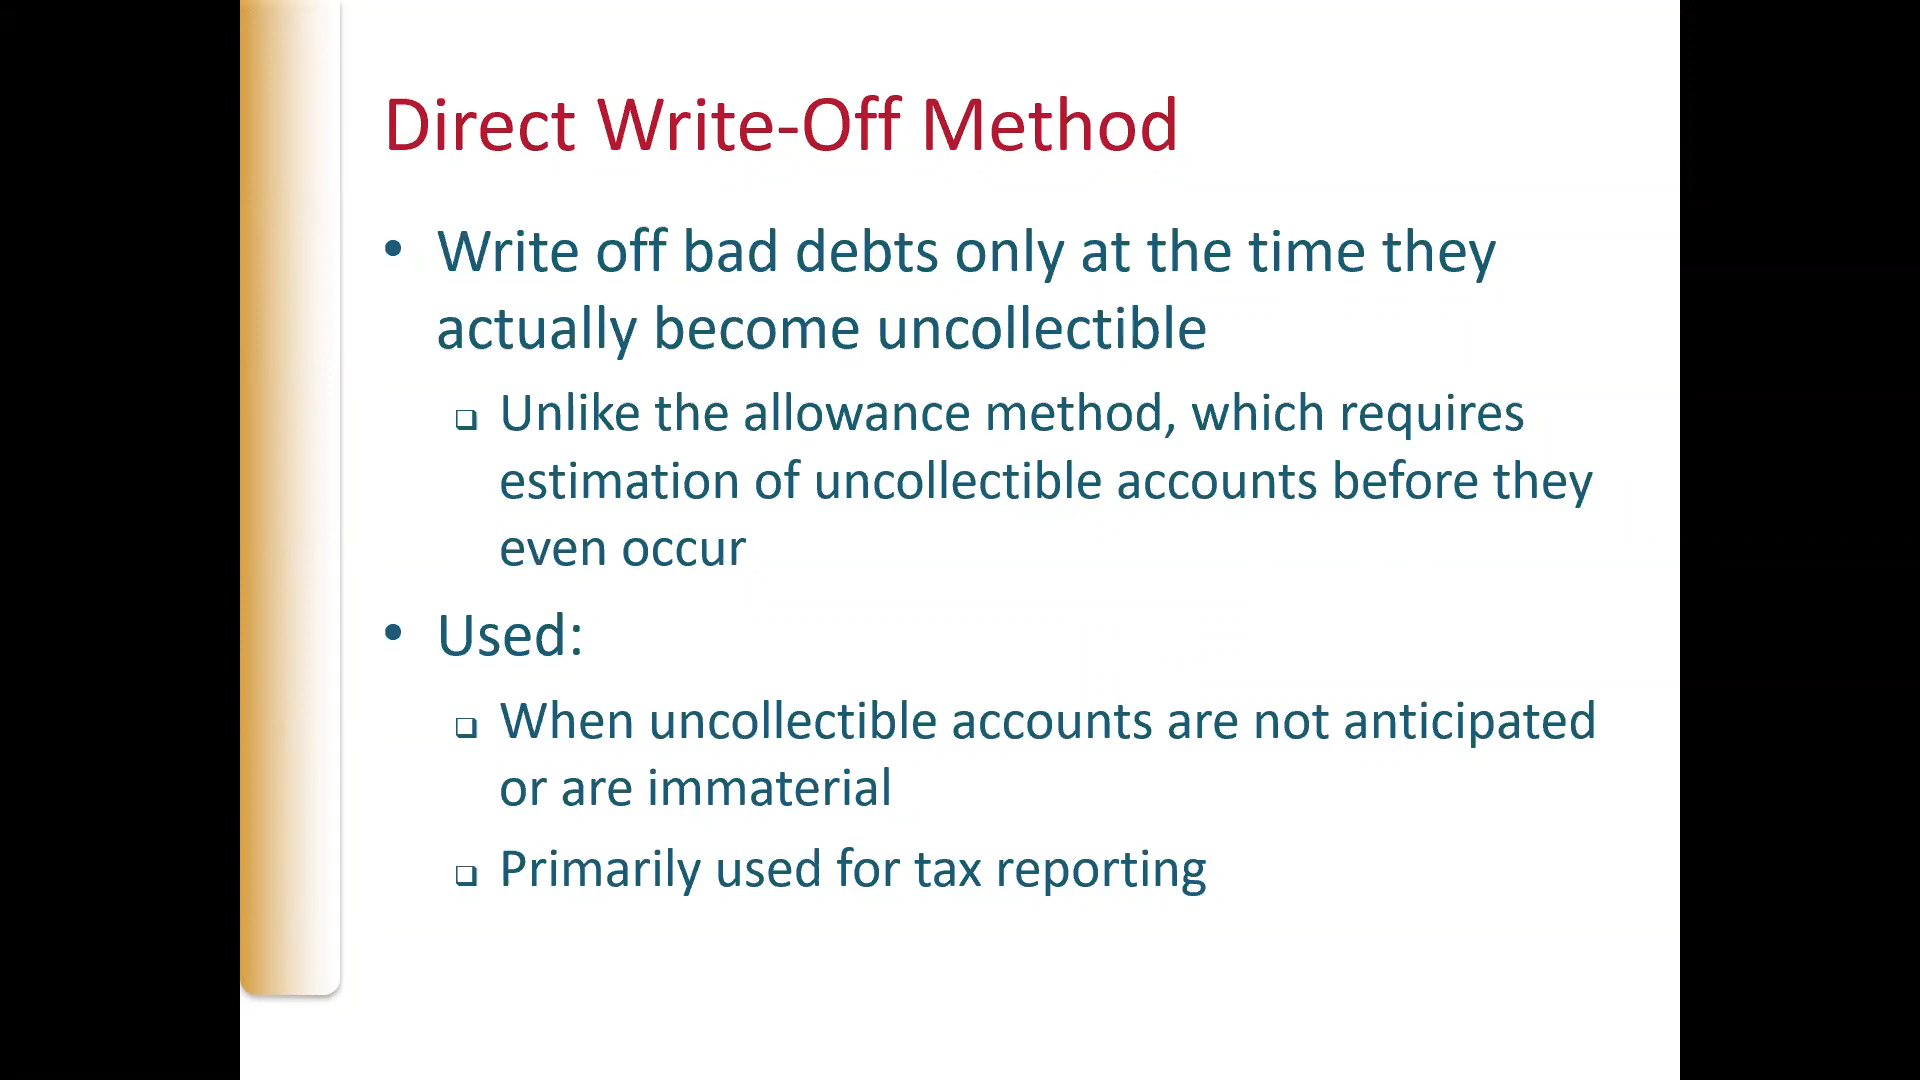 Direct Write-Off Method
• Write off bad debts only at the time they
actually become uncollectible
❑ Unlike the allowance method, which requires
estimation of uncollectible accounts before they
even occur
• Used:
❑ When uncollectible accounts are not anticipated
or are immaterial
❑ Primarily used for tax reporting